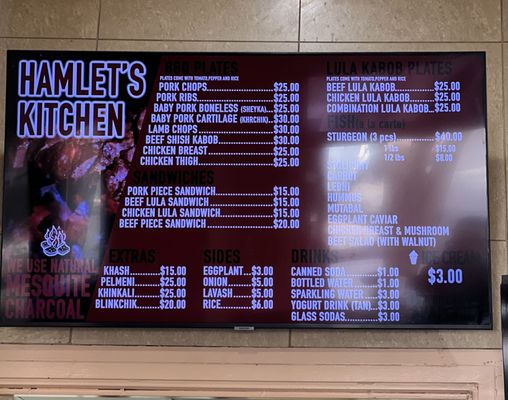 HAMLET's
KITCHEN
WE USE NATURAL
MESQUITE
CHARCOAL
BBQ PLATES
PLATES COME WITH TOMATO,PEPPER AND RICE
PORK CHOPS $25.00
PORK RIBS $25.00
BABY PORK BONELESS (SHEYKA) $25.00
BABY PORK CARTILAGE (KHRCHIK) $30.00
LAMB CHOPS $30.00
BEEF SHISH KABOB $30.00
CHICKEN BREAST $25.00
CHICKEN THIGH $25.00
SANDWICHES
PORK PIECE SANDWICH $15.00
BEEF LULA SANDWICH $15.00
CHICKEN LULA SANDWICH $15.00
BEEF PIECE SANDWICH $20.00
LULA KABOB PLATES
PLATES COME WITH TOMATO,PEPPER AND RICE
BEEF LULA KABOB $25.00
CHICKEN LULA KABOB $25.00
COMBINATION LULA KABOB $25.00
FISH (a la carte)
STURGEON (3 pcs) $40.00
1 lbs $15.00
1/2 lbs $8.00
HUMMUS
MUTABAL
EGGPLANT CAVIAR
CHICKEN BREAST & MUSHROOM
BEET SALAD (WITH WALNUT)
EXTRAS
KHASH $15.00
PELMENI $25.00
KHINKALI $25.00
BLINKCHIK $20.00
SIDES
EGGPLANT $3.00
ONION $5.00
LAVASH $5.00
RICE $6.00
DRINKS
CANNED SODA $1.00
BOTTLED WATER $1.00
SPARKLING WATER $3.00
YOGURT DRINK (TAN) $3.00
GLASS SODAS $3.00
ICE CREAM
$3.00